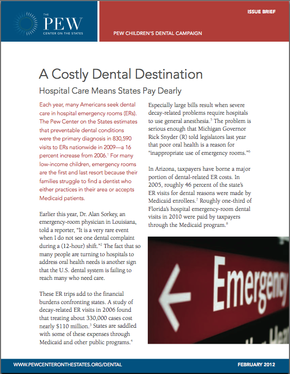 ISSUE BRIEF
THE
PEW
CENTER ON THE STATES
PEW CHILDREN'S DENTAL CAMPAIGN
A Costly Dental Destination
Hospital Care Means States Pay Dearly
Each year, many Americans seek dental
care in hospital emergency rooms (ERs).
The Pew Center on the States estimates
that preventable dental conditions
were the primary diagnosis in 830,590
visits to ERs nationwide in 2009—a 16
percent increase from 2006.¹ For many
low-income children, emergency rooms
are the first and last resort because their
families struggle to find a dentist who
either practices in their area or accepts
Medicaid patients.
Earlier this year, Dr. Alan Sorkey, an
emergency-room physician in Louisiana,
told a reporter, "It is a very rare event
when I do not see one dental complaint
during a (12-hour) shift."² The fact that so
many people are turning to hospitals to
address oral health needs is another sign
that the U.S. dental system is failing to
reach many who need care.
These ER trips add to the financial
burdens confronting states. A study of
decay-related ER visits in 2006 found
that treating about 330,000 cases cost
nearly $110 million.³ States are saddled
with some of these expenses through
Medicaid and other public programs.⁴
Especially large bills result when severe
decay-related problems require hospitals
to use general anesthesia.⁵ The problem is
serious enough that Michigan Governor
Rick Snyder (R) told legislators last year
that poor oral health is a reason for
"inappropriate use of emergency rooms."⁶
In Arizona, taxpayers have borne a major
portion of dental-related ER costs. In
2005, roughly 46 percent of the state's
ER visits for dental reasons were made by
Medicaid enrollees.⁷ Roughly one-third of
Florida's hospital emergency-room dental
visits in 2010 were paid by taxpayers
through the Medicaid program.⁸
Emergency
WWW.PEWCENTERONTHESTATES.ORG/DENTAL
FEBRUARY 2012